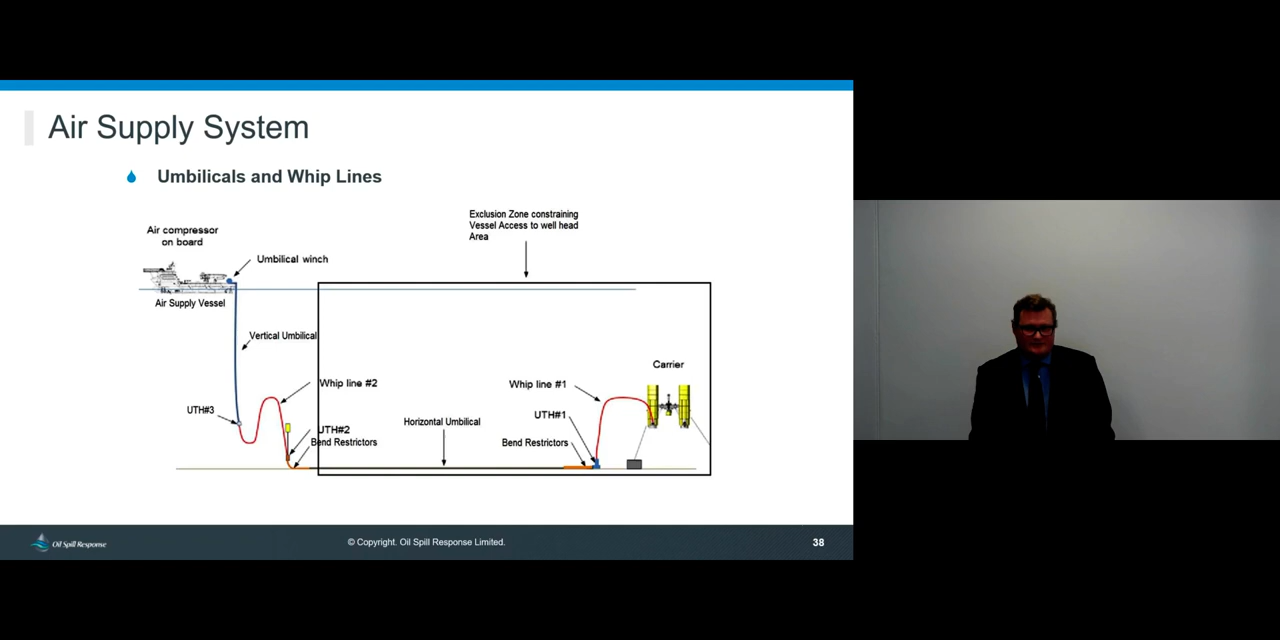 Air Supply System
Umbilicals and Whip Lines
Exclusion Zone constraining
Vessel Access to well head
Area
Air compressor
on board
Umbilical winch
Air Supply Vessel
Vertical Umbilical
Carrier
Whip line #2
Whip line #1
UTH#3
UTH#1
Horizontal Umbilical
UTH#2
Bend Restrictors
Bend Restrictors
Oil Spill Response
© Copyright. Oil Spill Response Limited.
38